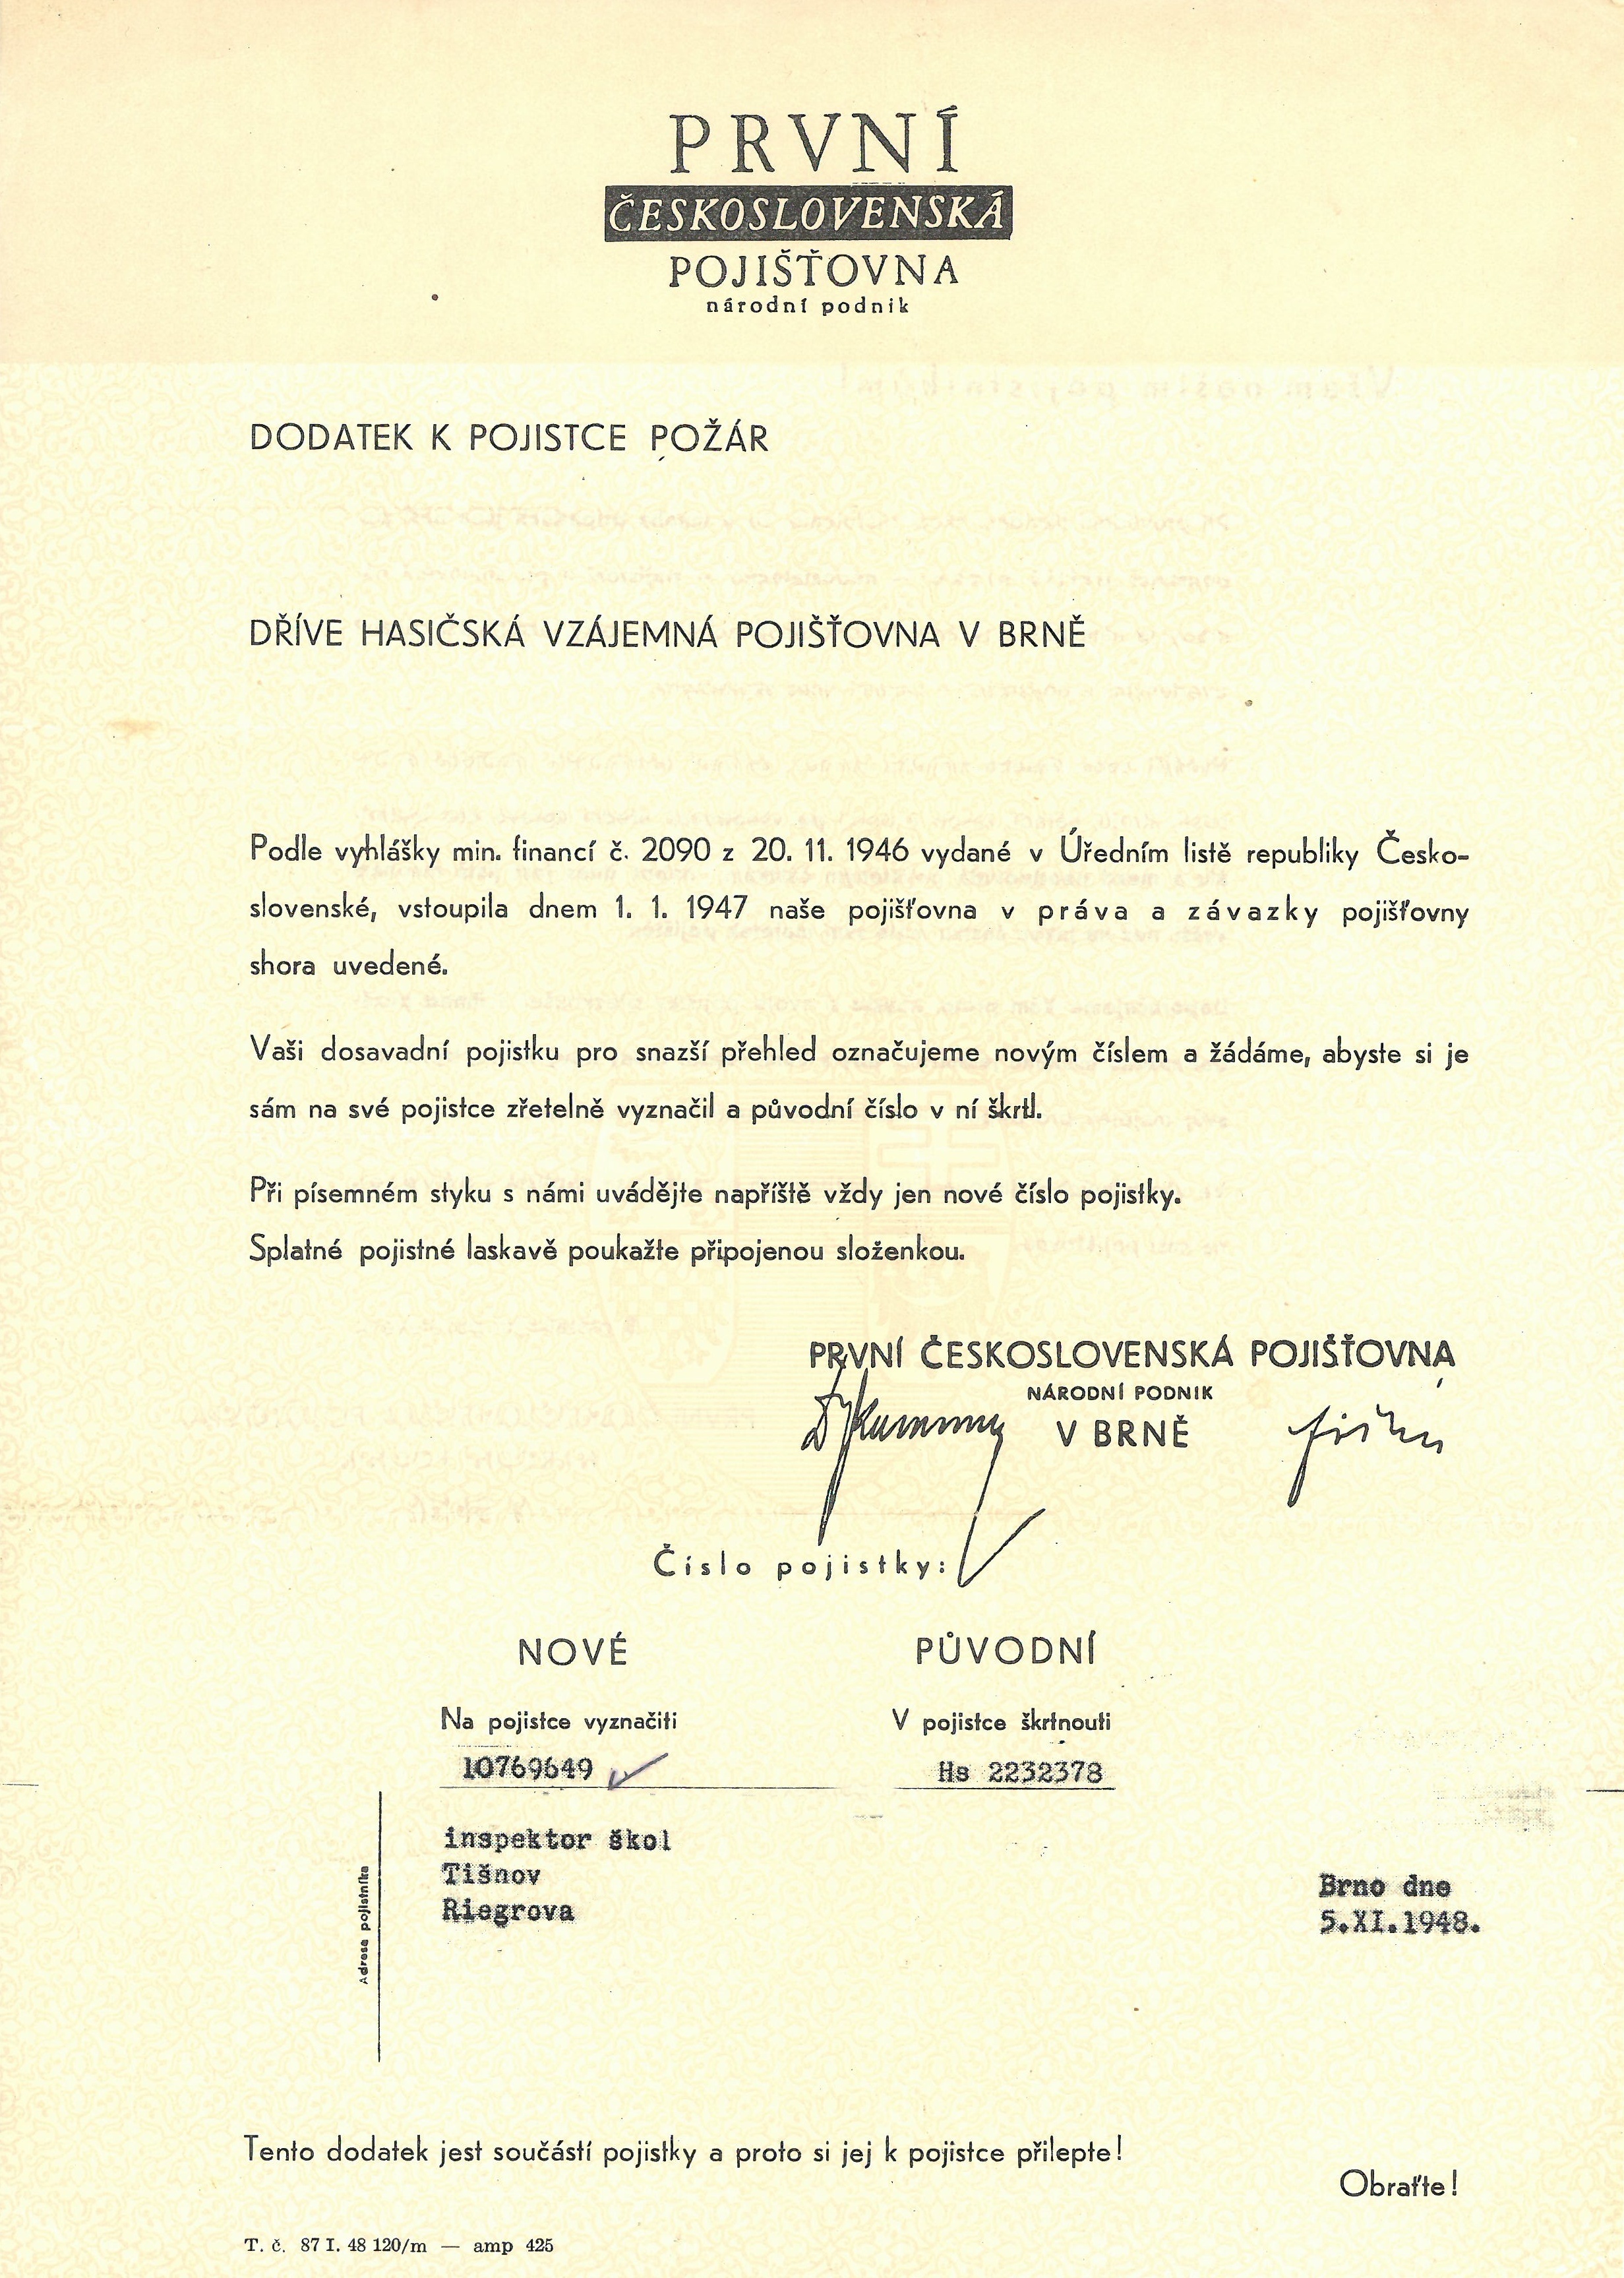 PRVNÍ
ČESKOSLOVENSKÁ
POJIŠŤOVNA
národní podnik
DODATEK K POJISTCE POŽÁR
DŘÍVE HASIČSKÁ VZÁJEMNÁ POJIŠŤOVNA V BRNĚ
Podle vyhlášky min. financí č. 2090 z 20. 11. 1946 vydané v Úředním listě republiky Česko-
slovenské, vstoupila dnem 1. 1. 1947 naše pojišťovna v práva a závazky pojišťovny
shora uvedené.
Vaši dosavadní pojistku pro snazší přehled označujeme novým číslem a žádáme, abyste si je
sám na své pojistce zřetelně vyznačil a původní číslo v ní škrtl.
Při písemném styku s námi uvádějte napříště vždy jen nové číslo pojistky.
Splatné pojistné laskavě poukažte připojenou složenkou.
PRVNÍ ČESKOSLOVENSKÁ POJIŠŤOVNA
NÁRODNÍ PODNIK
V BRNĚ
Číslo pojistky:
NOVÉ PŮVODNÍ
Na pojistce vyznačiti V pojistce škrtnouti
10769649 Hs 2232378
Adresa pojistníka
inspektor škol
Tišnov
Riegrova
Brno dne
5.XI.1948.
Tento dodatek jest součástí pojistky a proto si jej k pojistce přilepte!
Obraťte!
T. č. 87 I. 48 120/m — amp 425